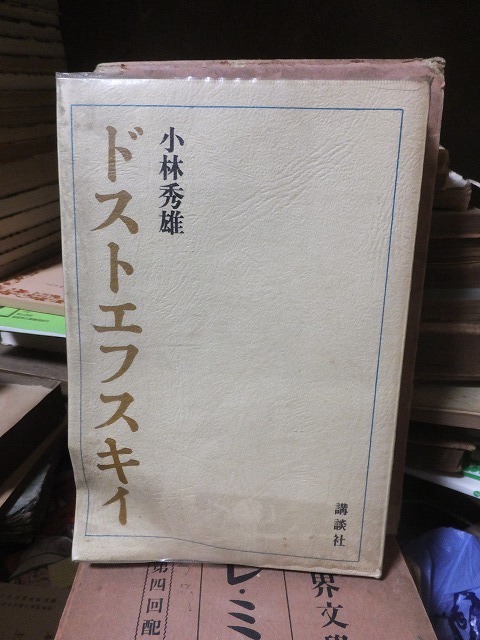 小林秀雄
ドストエフスキイ
講談社
界文學
レ・ミ
第四回配